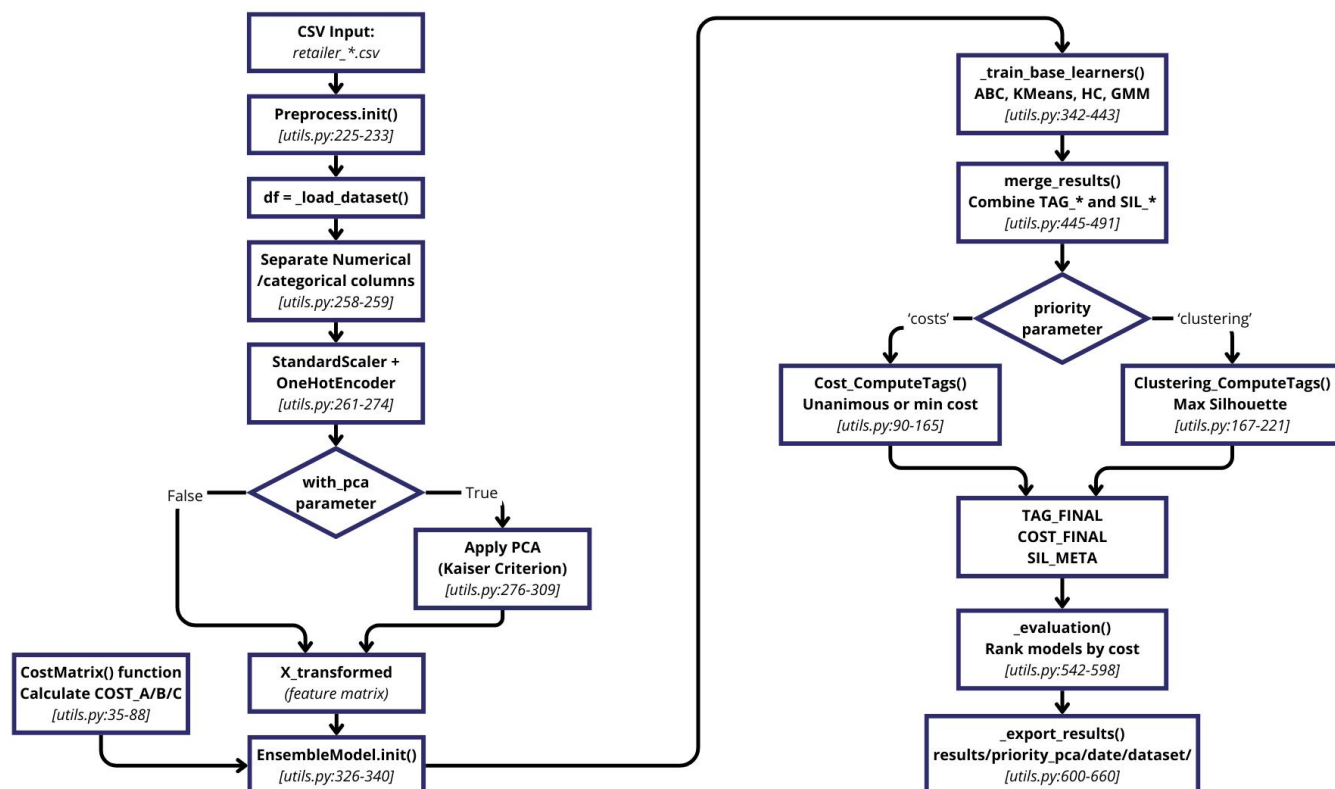 CSV Input:
retailer_*.csv
Preprocess.init()
[utils.py:225-233]
df = _load_dataset()
Separate Numerical
/categorical columns
[utils.py:258-259]
StandardScaler +
OneHotEncoder
[utils.py:261-274]
with_pca
parameter
False
True
Apply PCA
(Kaiser Criterion)
[utils.py:276-309]
CostMatrix() function
Calculate COST_A/B/C
[utils.py:35-88]
X_transformed
(feature matrix)
EnsembleModel.init()
[utils.py:326-340]
_train_base_learners()
ABC, KMeans, HC, GMM
[utils.py:342-443]
merge_results()
Combine TAG_* and SIL_*
[utils.py:445-491]
priority
parameter
‘costs’
‘clustering’
Cost_ComputeTags()
Unanimous or min cost
[utils.py:90-165]
Clustering_ComputeTags()
Max Silhouette
[utils.py:167-221]
TAG_FINAL
COST_FINAL
SIL_META
_evaluation()
Rank models by cost
[utils.py:542-598]
_export_results()
results/priority_pca/date/dataset/
[utils.py:600-660]